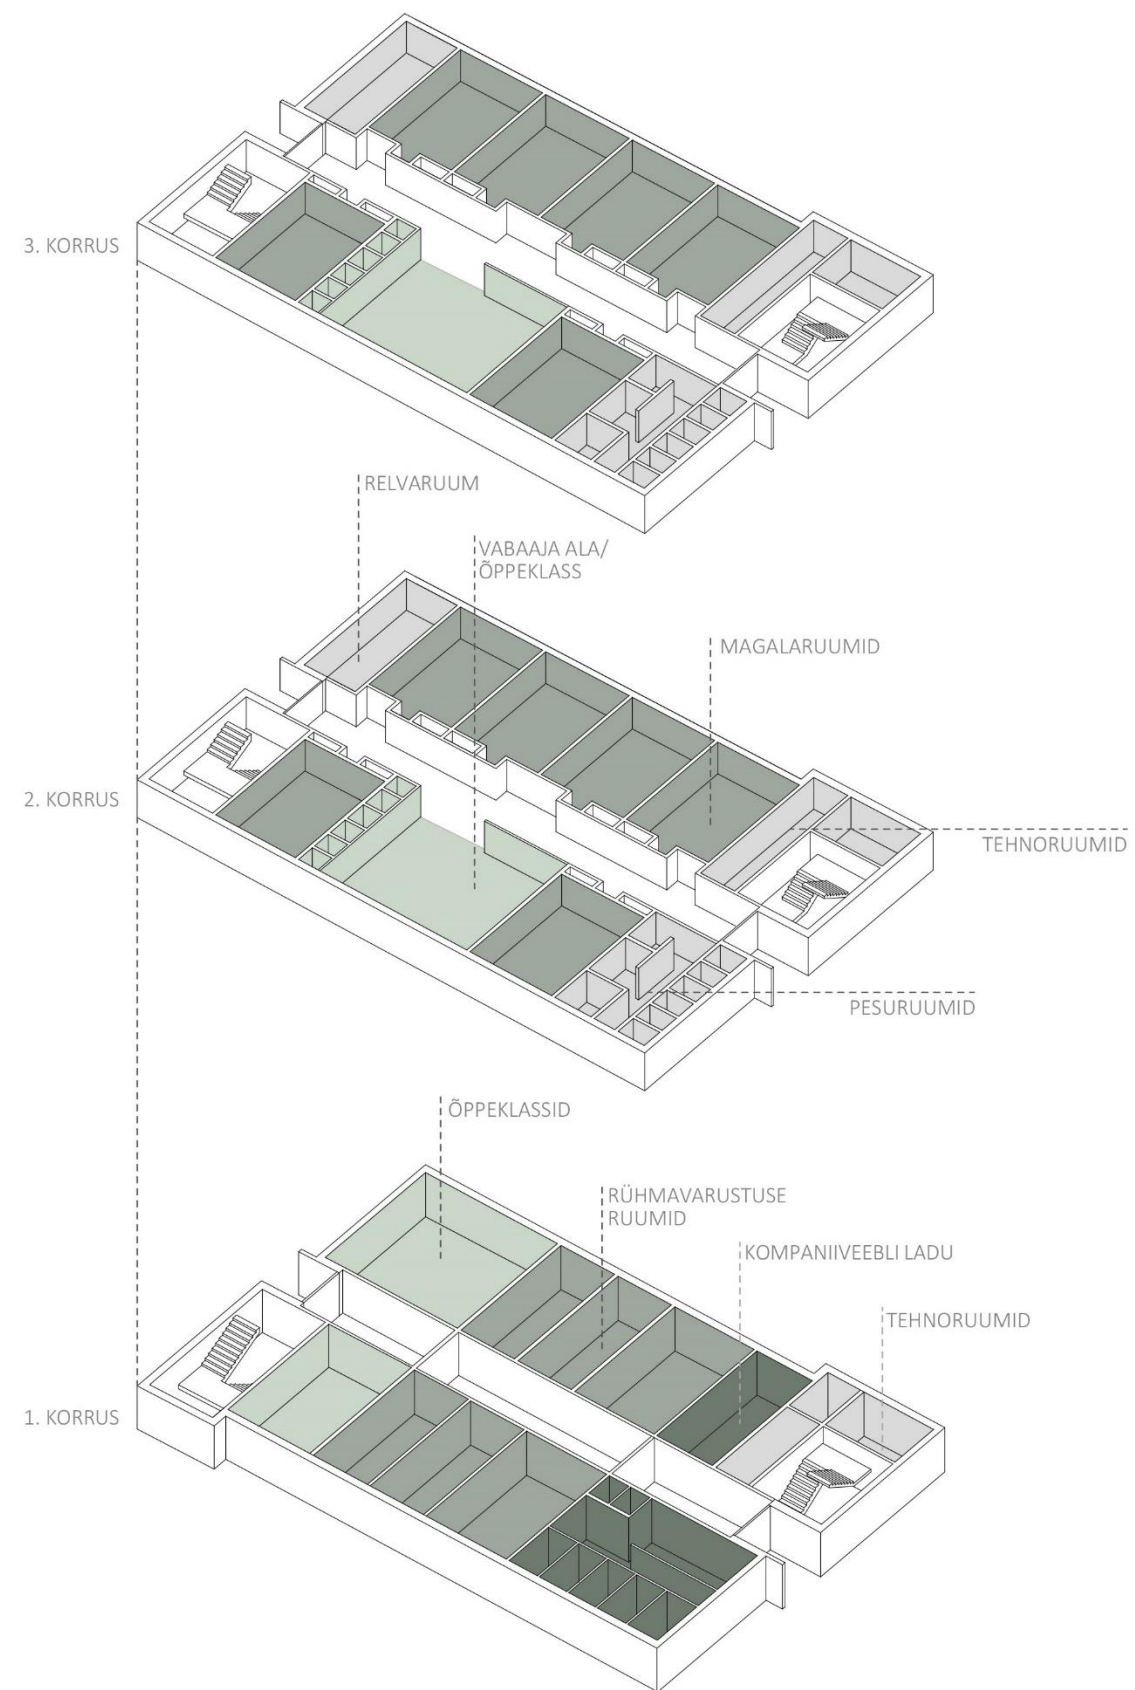 3. KORRUS
RELVARUUM
VABAAJA ALA/
ÕPPEKLASS
MAGALARUUMID
2. KORRUS
TEHNORUUMID
PESURUUMID
ÕPPEKLASSID
RÜHMAVARUSTUSE
RUUMID
KOMPANIIVEEBLI LADU
TEHNORUUMID
1. KORRUS